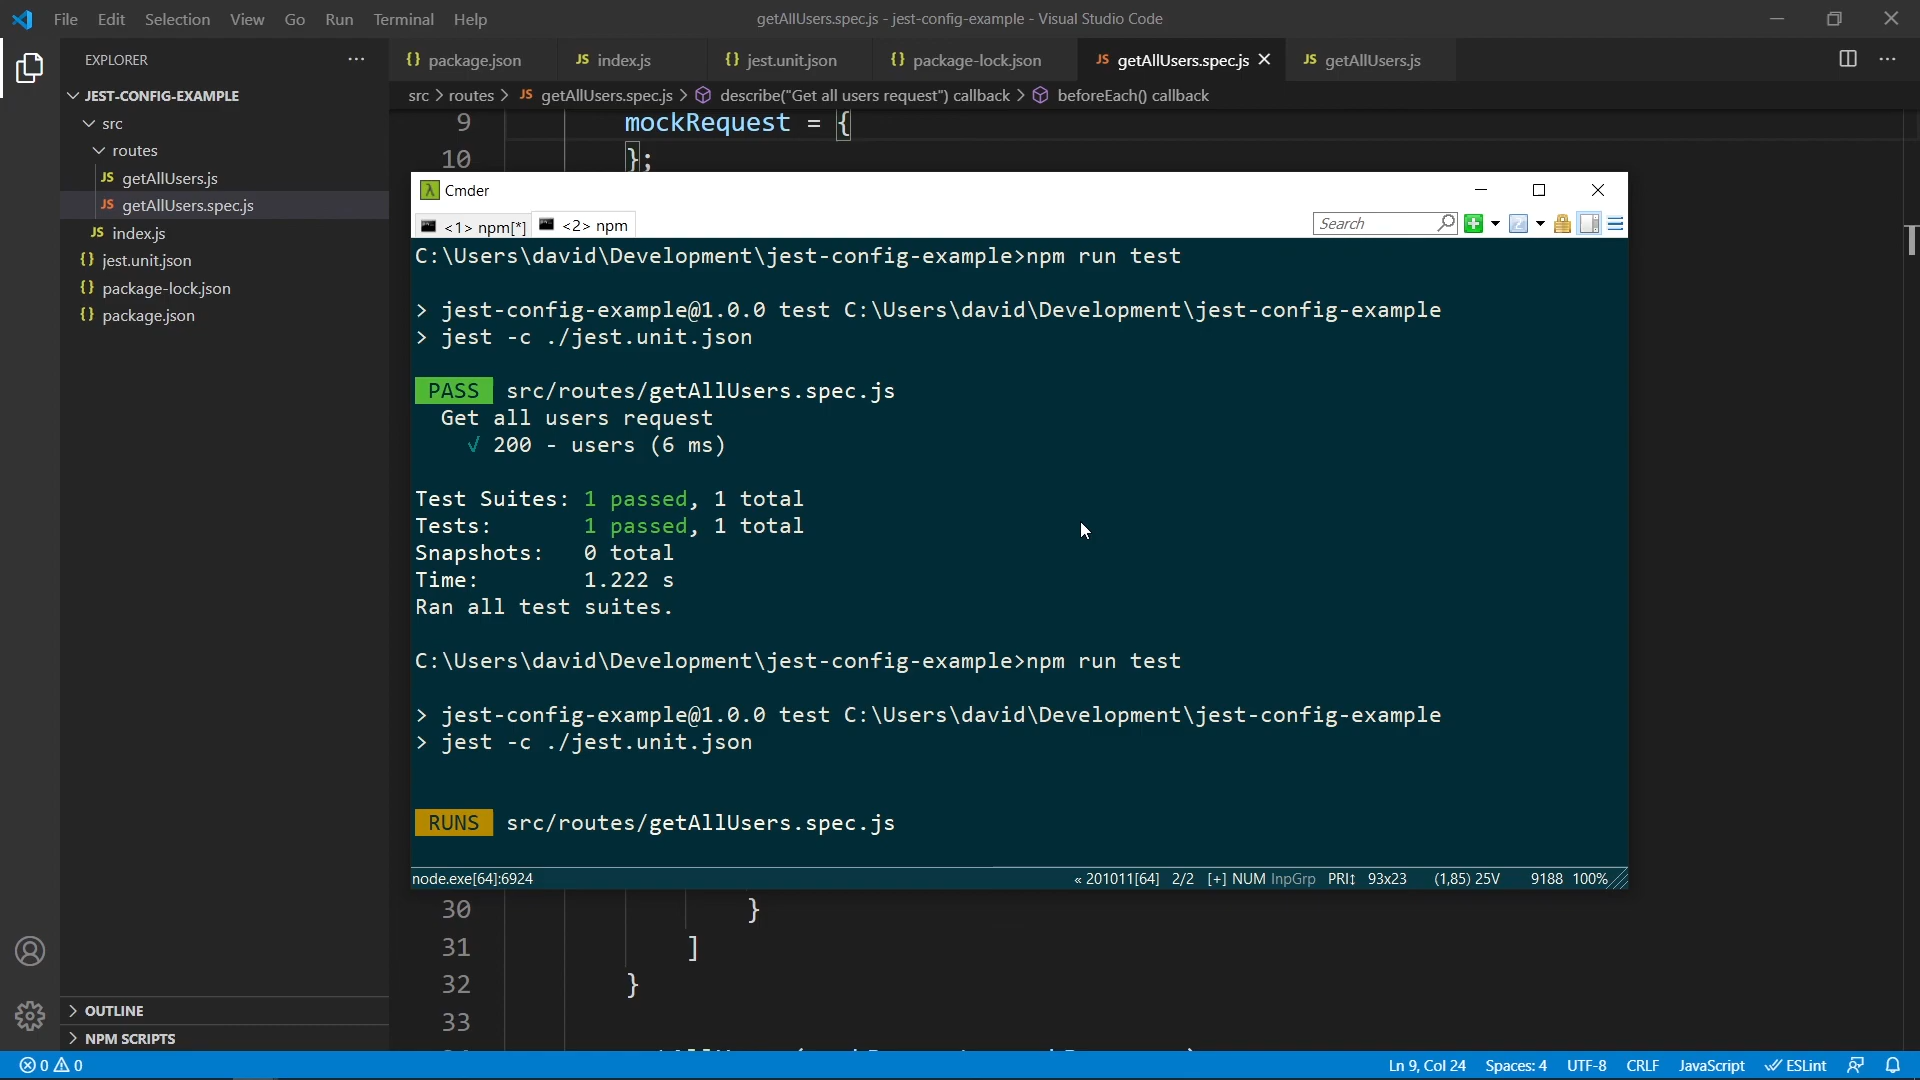 File Edit Selection View Go Run Terminal Help
getAllUsers.spec.js - jest-config-example - Visual Studio Code
EXPLORER
JEST-CONFIG-EXAMPLE
src
routes
JS getAllUsers.js
JS getAllUsers.spec.js
JS index.js
{} jest.unit.json
{} package-lock.json
{} package.json
OUTLINE
NPM SCRIPTS
{} package.json JS index.js {} jest.unit.json {} package-lock.json JS getAllUsers.spec.js JS getAllUsers.js
src > routes > JS getAllUsers.spec.js > describe("Get all users request") callback > beforeEach() callback
9 mockRequest = {
10 };
λ Cmder
<1> npm[*] <2> npm
Search
C:\Users\david\Development\jest-config-example>npm run test
> jest-config-example@1.0.0 test C:\Users\david\Development\jest-config-example
> jest -c ./jest.unit.json
PASS src/routes/getAllUsers.spec.js
Get all users request
√ 200 - users (6 ms)
Test Suites: 1 passed, 1 total
Tests: 1 passed, 1 total
Snapshots: 0 total
Time: 1.222 s
Ran all test suites.
C:\Users\david\Development\jest-config-example>npm run test
> jest-config-example@1.0.0 test C:\Users\david\Development\jest-config-example
> jest -c ./jest.unit.json
RUNS src/routes/getAllUsers.spec.js
node.exe[64]:6924 « 201011[64] 2/2 [+] NUM InpGrp PRI↕ 93x23 (1,85) 25V 9188 100%
30 }
31 ]
32 }
33
0 0 Ln 9, Col 24 Spaces: 4 UTF-8 CRLF JavaScript ESLint